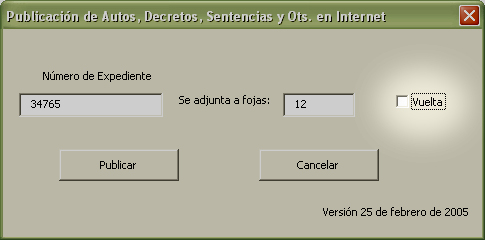 Publicación de Autos, Decretos, Sentencias y Ots. en Internet
Número de Expediente
34765 Se adjunta a fojas: 12 Vuelta
Publicar Cancelar
Versión 25 de febrero de 2005